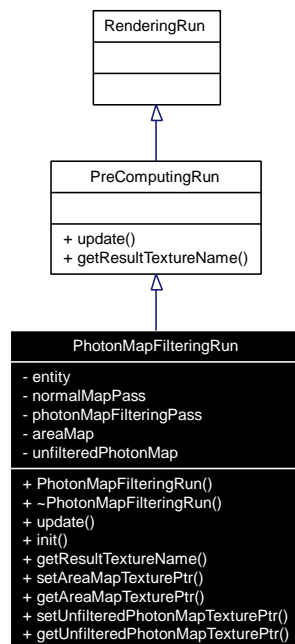 RenderingRun
PreComputingRun
+ update()
+ getResultTextureName()
PhotonMapFilteringRun
- entity
- normalMapPass
- photonMapFilteringPass
- areaMap
- unfilteredPhotonMap
+ PhotonMapFilteringRun()
+ ~PhotonMapFilteringRun()
+ update()
+ init()
+ getResultTextureName()
+ setAreaMapTexturePtr()
+ getAreaMapTexturePtr()
+ setUnfilteredPhotonMapTexturePtr()
+ getUnfilteredPhotonMapTexturePtr()